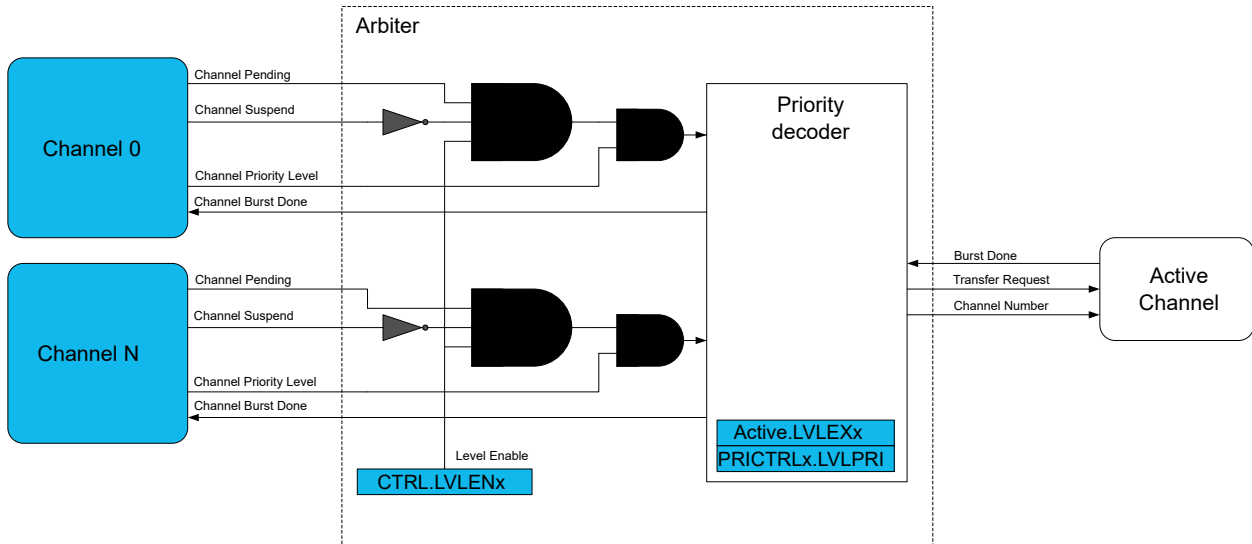 Arbiter
Channel 0
Channel Pending
Channel Suspend
Channel Priority Level
Channel Burst Done
Channel N
Channel Pending
Channel Suspend
Channel Priority Level
Channel Burst Done
Level Enable
CTRL.LVLENx
Priority
decoder
Active.LVLEXx
PRICTRLx.LVLPRI
Burst Done
Transfer Request
Channel Number
Active
Channel